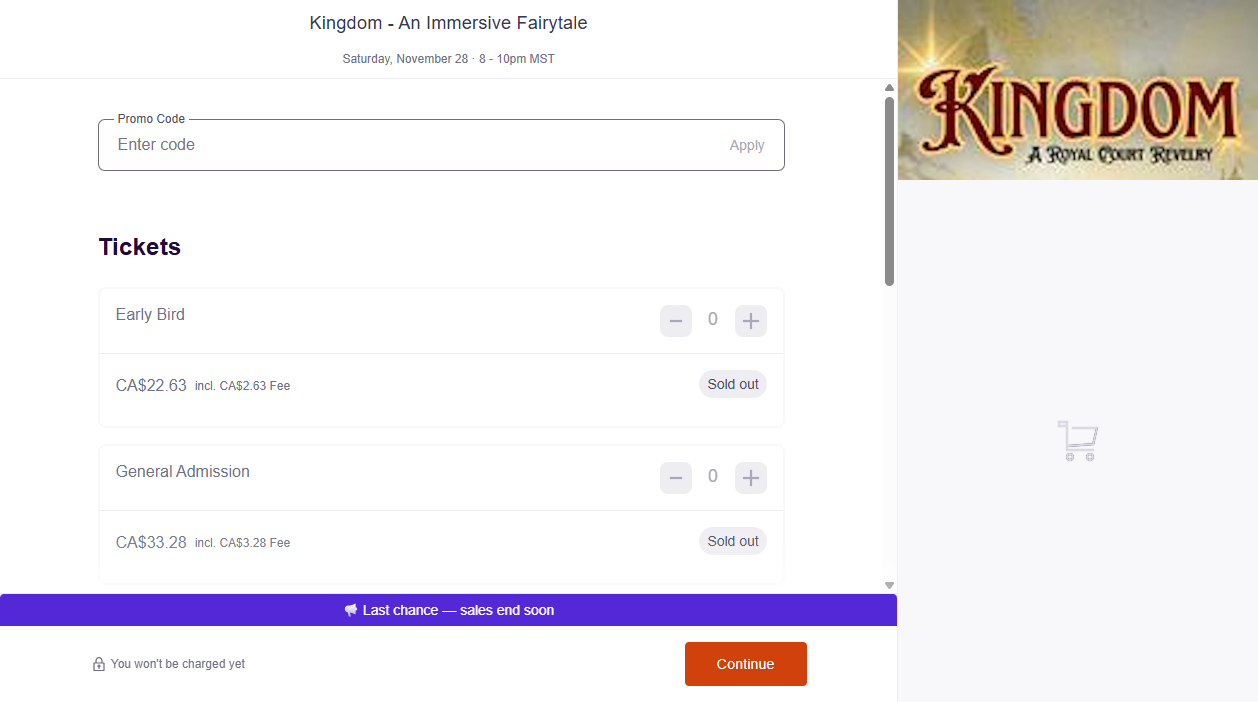 Kingdom - An Immersive Fairytale
Saturday, November 28 · 8 - 10pm MST
Promo Code
Enter code
Apply
Tickets
Early Bird
0
CA$22.63 incl. CA$2.63 Fee
Sold out
General Admission
0
CA$33.28 incl. CA$3.28 Fee
Sold out
Last chance — sales end soon
You won't be charged yet
Continue
KINGDOM
A ROYAL COURT REVELRY